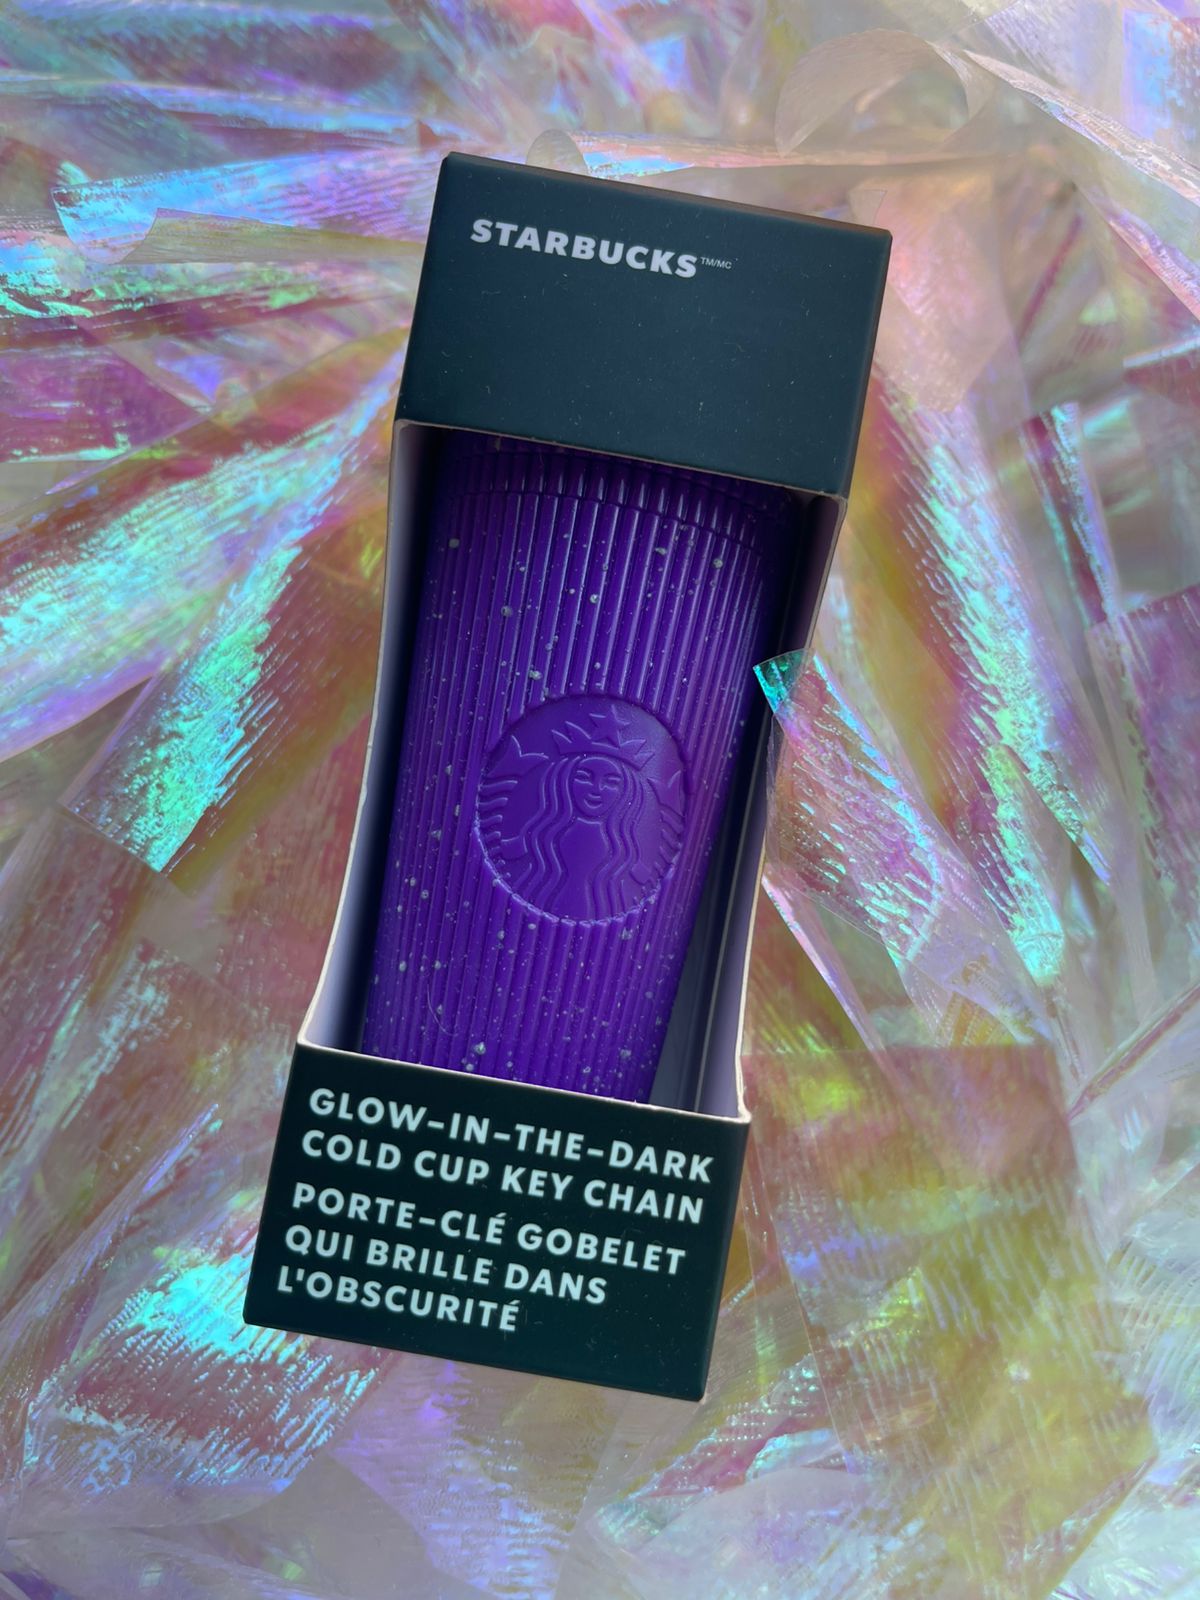 STARBUCKS™/MC
GLOW-IN-THE-DARK
COLD CUP KEY CHAIN
PORTE-CLÉ GOBELET
QUI BRILLE DANS
L'OBSCURITÉ